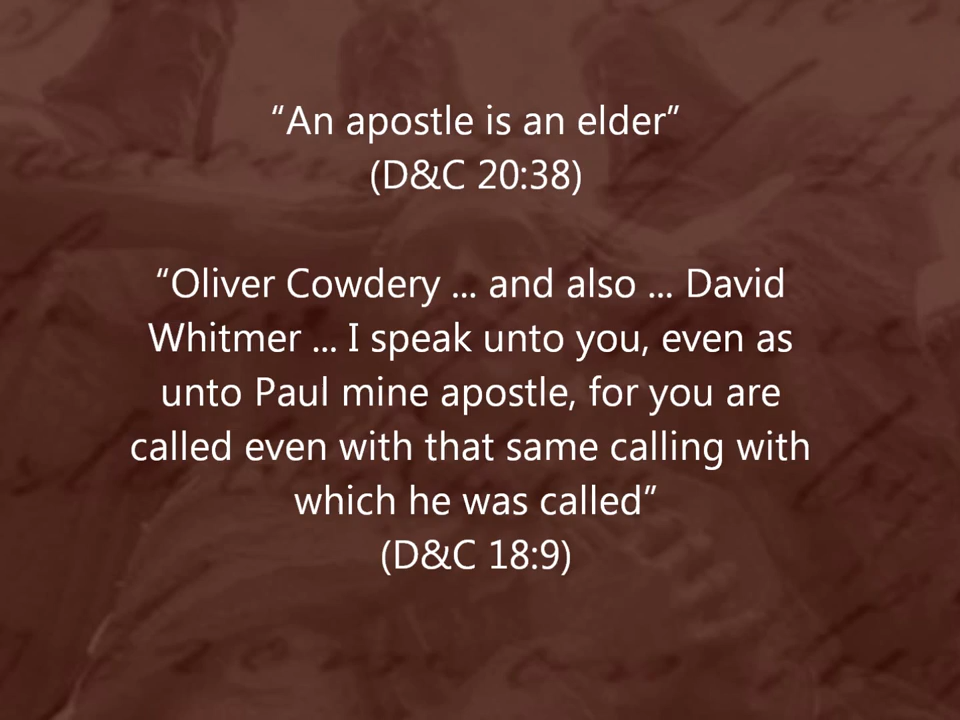 “An apostle is an elder”
(D&C 20:38)
“Oliver Cowdery ... and also ... David
Whitmer ... I speak unto you, even as
unto Paul mine apostle, for you are
called even with that same calling with
which he was called”
(D&C 18:9)